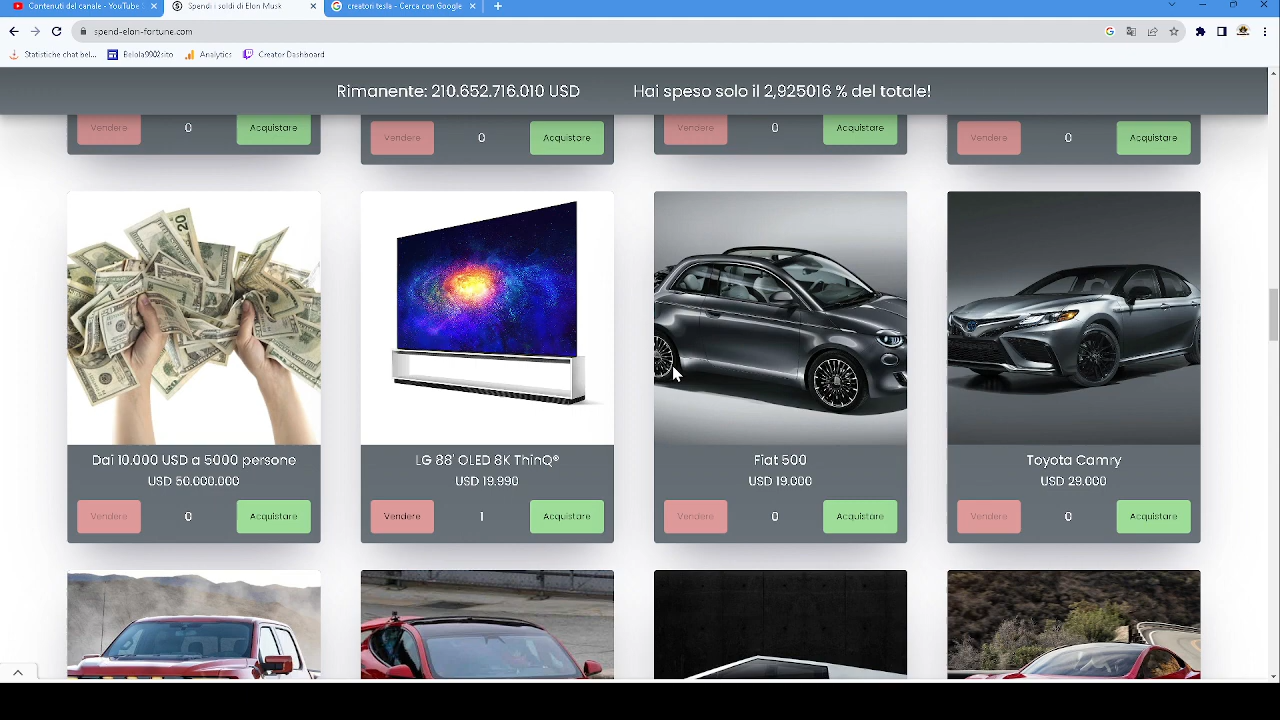 Contenuti del canale - YouTube S
Spendi i soldi di Elon Musk
creatori tesla - Cerca con Google
spend-elon-fortune.com
Statistiche chat bel...
Belola9902sito
Analytics
Creator Dashboard
Rimanente: 210.652.716.010 USD
Hai speso solo il 2,925016 % del totale!
Vendere 0 Acquistare
Vendere 0 Acquistare
Vendere 0 Acquistare
Vendere 0 Acquistare
Dai 10.000 USD a 5000 persone
USD 50.000.000
Vendere 0 Acquistare
LG 88' OLED 8K ThinQ®
USD 19.990
Vendere 1 Acquistare
Fiat 500
USD 19.000
Vendere 0 Acquistare
Toyota Camry
USD 29.000
Vendere 0 Acquistare